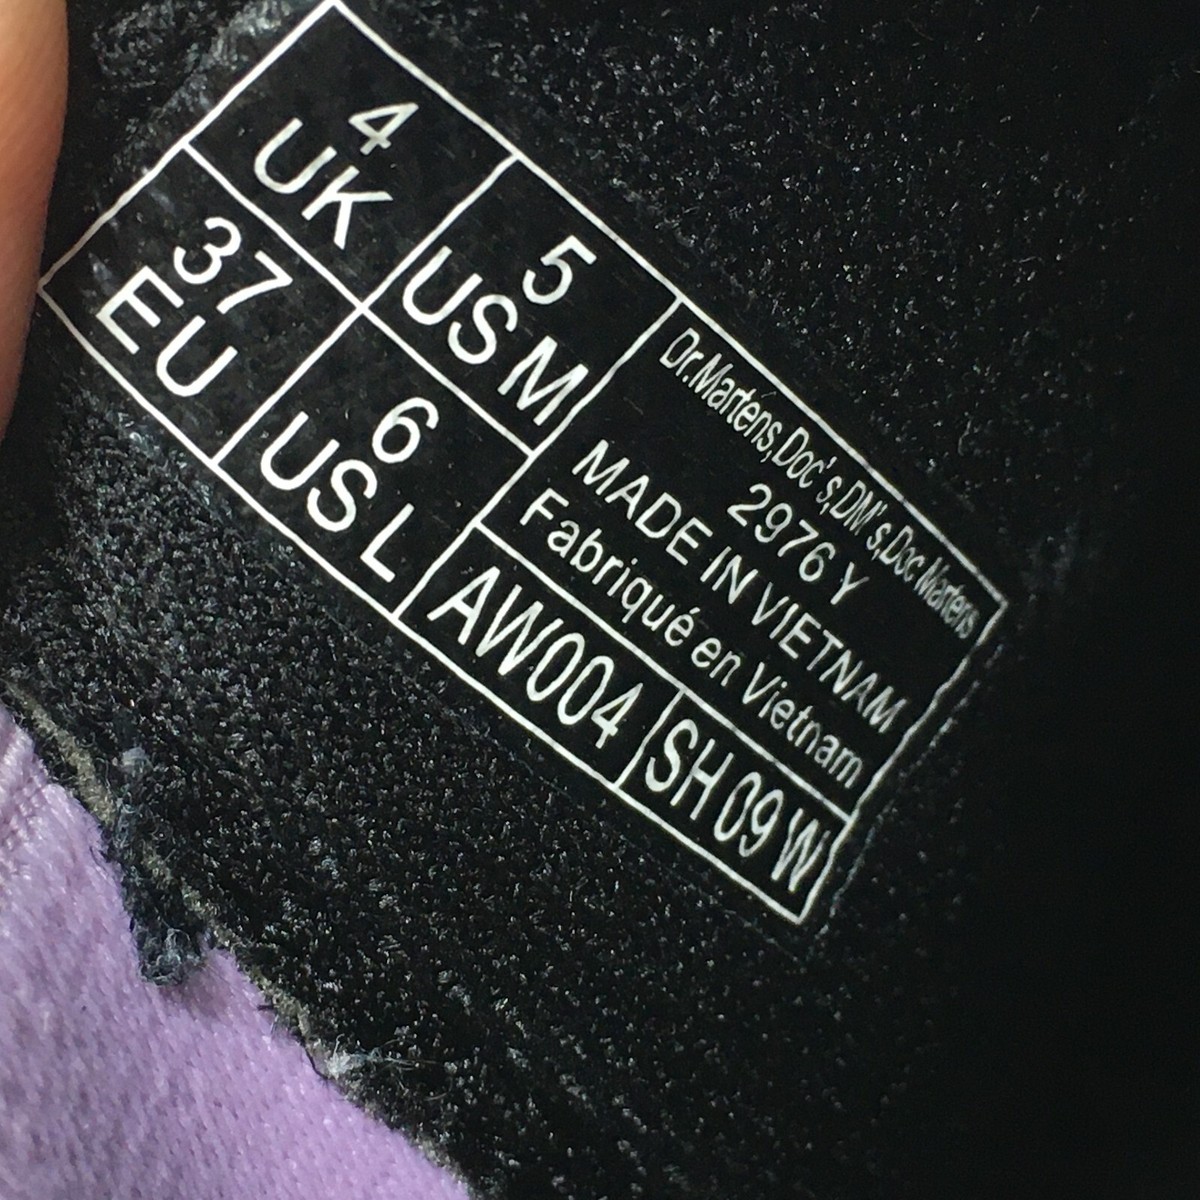 4
UK
5
US M
37
EU
6
US L
Dr.Martens,Doc's,DM's,Doc Martens
2976 Y
MADE IN VIETNAM
Fabriqué en Vietnam
AW004
SH 09 W